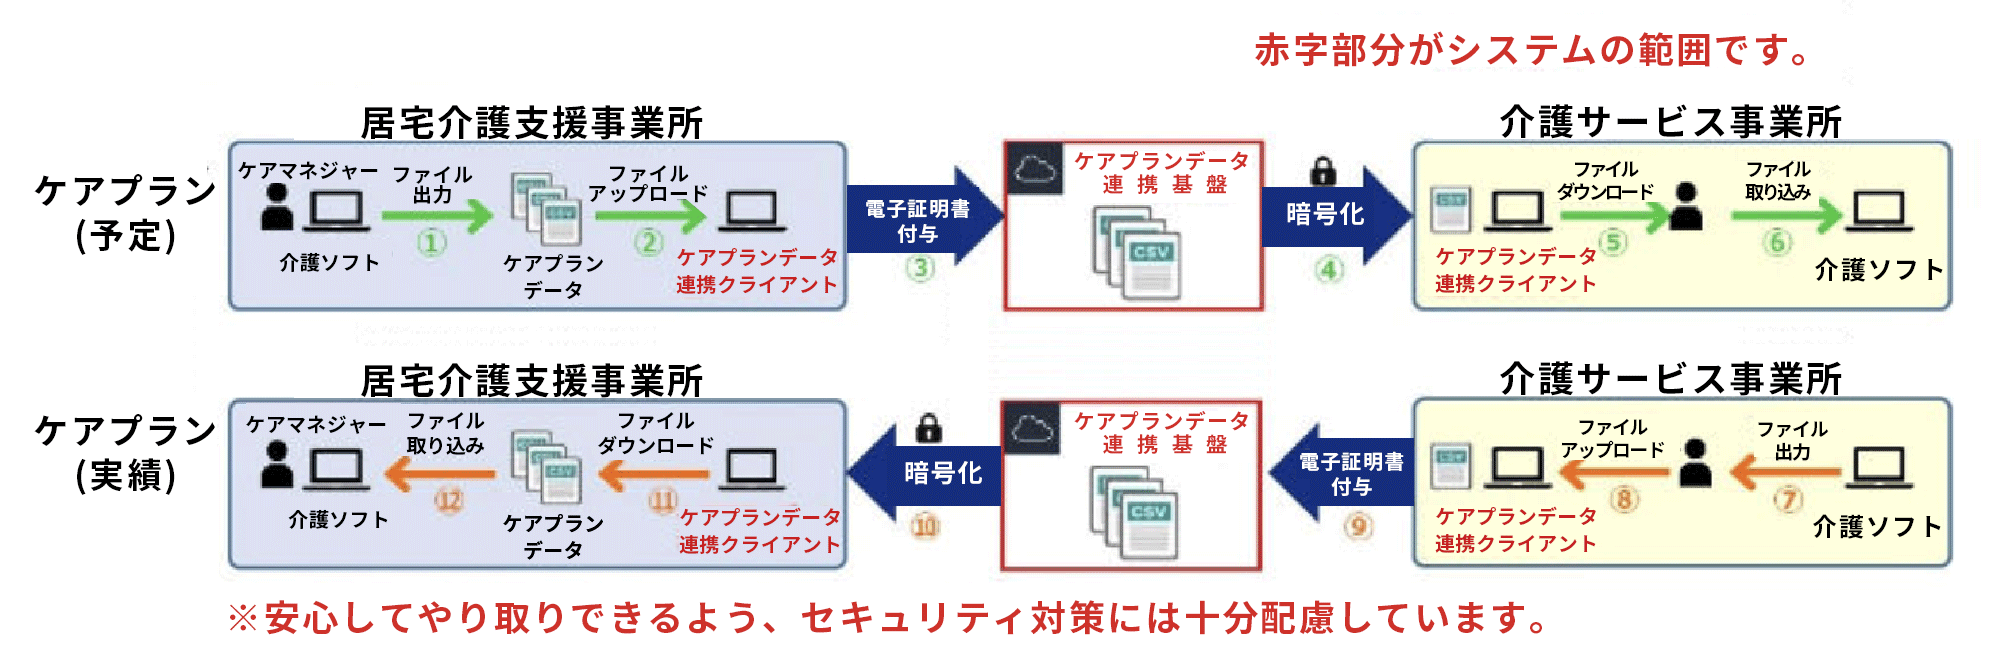 赤字部分がシステムの範囲です。
居宅介護支援事業所
介護サービス事業所
ケアプラン
(予定)
ケアマネジャー
介護ソフト
ファイル
出力
①
ケアプラン
データ
ファイル
アップロード
②
ケアプランデータ
連携クライアント
電子証明書
付与
③
ケアプランデータ
連携基盤
CSV
暗号化
④
CSV
ケアプランデータ
連携クライアント
ファイル
ダウンロード
⑤
ファイル
取り込み
⑥
介護ソフト
居宅介護支援事業所
介護サービス事業所
ケアプラン
(実績)
ケアマネジャー
介護ソフト
ファイル
取り込み
⑫
CSV
ケアプラン
データ
ファイル
ダウンロード
⑪
ケアプランデータ
連携クライアント
暗号化
⑩
ケアプランデータ
連携基盤
CSV
電子証明書
付与
⑨
CSV
ケアプランデータ
連携クライアント
ファイル
アップロード
⑧
ファイル
出力
⑦
介護ソフト
※安心してやり取りできるよう、セキュリティ対策には十分配慮しています。